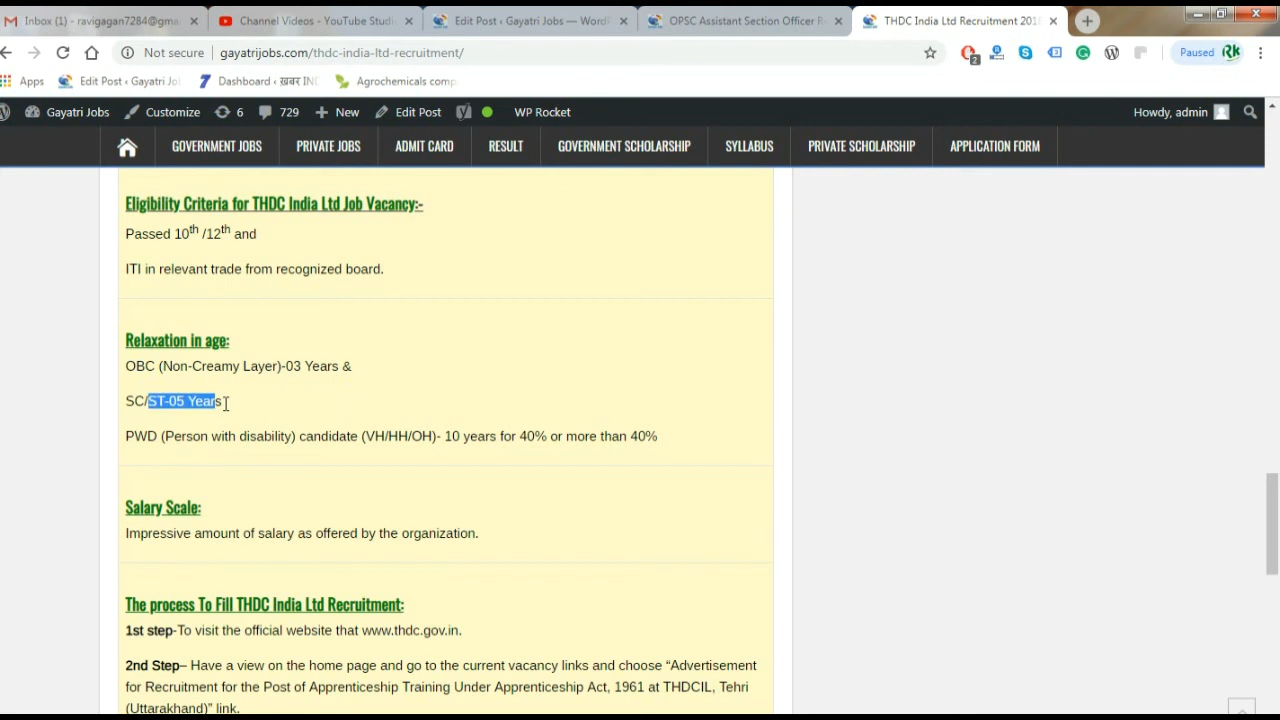 Inbox (1) - ravigagan7284@gma
Channel Videos - YouTube Studi
Edit Post ‹ Gayatri Jobs — Word
OPSC Assistant Section Officer R
THDC India Ltd Recruitment 2018
Not secure
gayatrijobs.com/thdc-india-ltd-recruitment/
2
Paused
Apps
Edit Post ‹ Gayatri Jo
Dashboard ‹ ख़बर INC
Agrochemicals comp
Gayatri Jobs
Customize
6
729
New
Edit Post
WP Rocket
Howdy, admin
GOVERNMENT JOBS
PRIVATE JOBS
ADMIT CARD
RESULT
GOVERNMENT SCHOLARSHIP
SYLLABUS
PRIVATE SCHOLARSHIP
APPLICATION FORM
Eligibility Criteria for THDC India Ltd Job Vacancy:-
Passed 10th /12th and
ITI in relevant trade from recognized board.
Relaxation in age:
OBC (Non-Creamy Layer)-03 Years &
SC/ST-05 Years
PWD (Person with disability) candidate (VH/HH/OH)- 10 years for 40% or more than 40%
Salary Scale:
Impressive amount of salary as offered by the organization.
The process To Fill THDC India Ltd Recruitment:
1st step-To visit the official website that www.thdc.gov.in.
2nd Step– Have a view on the home page and go to the current vacancy links and choose “Advertisement
for Recruitment for the Post of Apprenticeship Training Under Apprenticeship Act, 1961 at THDCIL, Tehri
(Uttarakhand)” link.